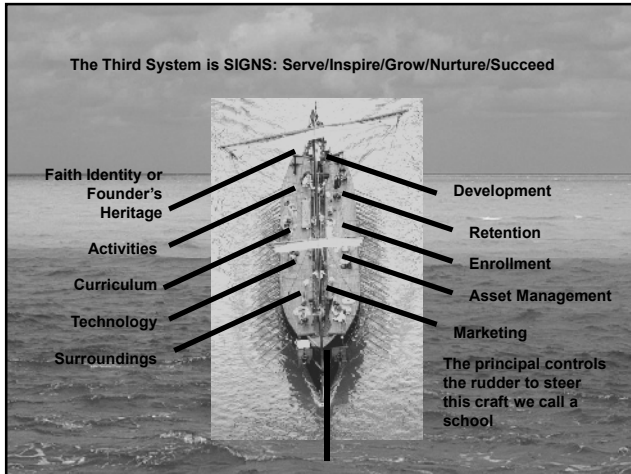 The Third System is SIGNS: Serve/Inspire/Grow/Nurture/Succeed
Faith Identity or
Founder's
Heritage
Activities
Curriculum
Technology
Surroundings
Development
Retention
Enrollment
Asset Management
Marketing
The principal controls
the rudder to steer
this craft we call a
school